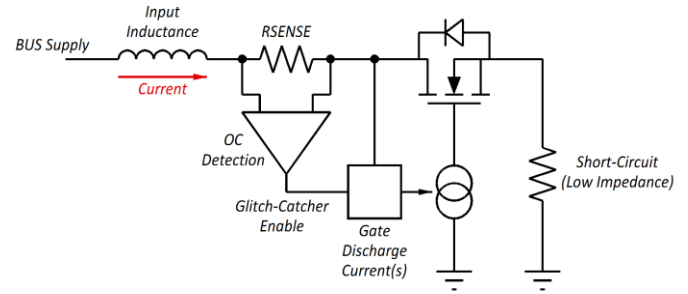 Input
Inductance
RSENSE
BUS Supply
Current
OC
Detection
Short-Circuit
(Low Impedance)
Glitch-Catcher
Enable
Gate
Discharge
Current(s)